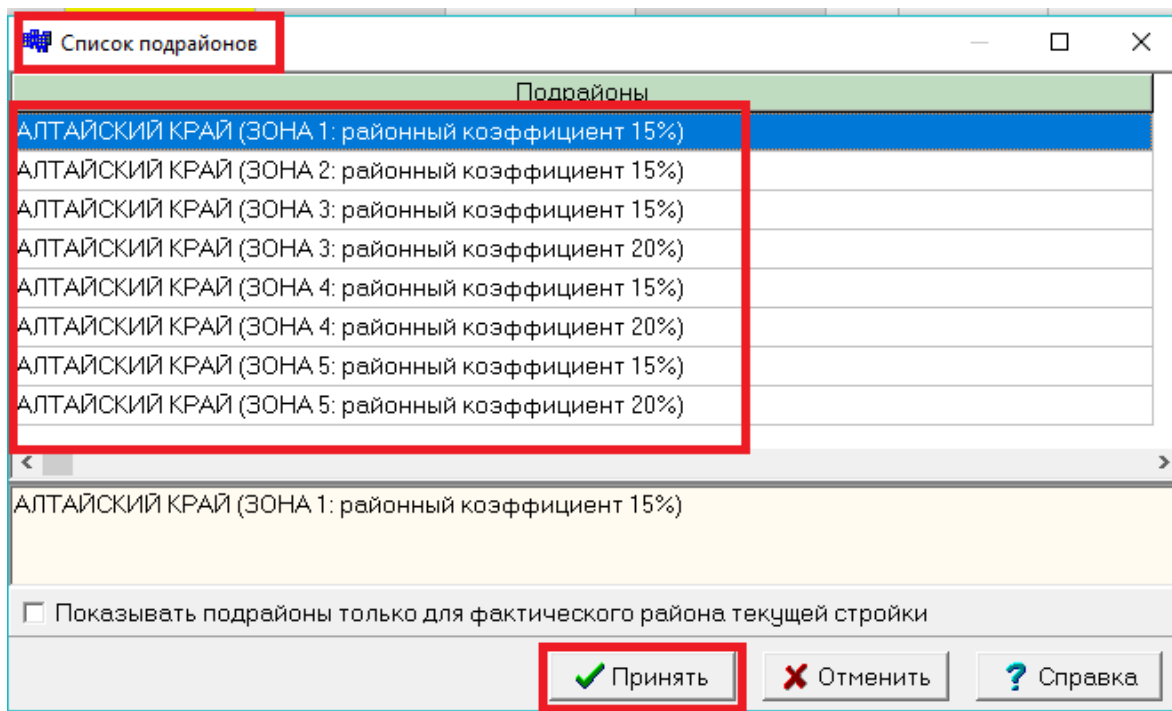 Список подрайонов
Подрайоны
АЛТАЙСКИЙ КРАЙ (ЗОНА 1: районный коэффициент 15%)
АЛТАЙСКИЙ КРАЙ (ЗОНА 2: районный коэффициент 15%)
АЛТАЙСКИЙ КРАЙ (ЗОНА 3: районный коэффициент 15%)
АЛТАЙСКИЙ КРАЙ (ЗОНА 3: районный коэффициент 20%)
АЛТАЙСКИЙ КРАЙ (ЗОНА 4: районный коэффициент 15%)
АЛТАЙСКИЙ КРАЙ (ЗОНА 4: районный коэффициент 20%)
АЛТАЙСКИЙ КРАЙ (ЗОНА 5: районный коэффициент 15%)
АЛТАЙСКИЙ КРАЙ (ЗОНА 5: районный коэффициент 20%)
АЛТАЙСКИЙ КРАЙ (ЗОНА 1: районный коэффициент 15%)
Показывать подрайоны только для фактического района текущей стройки
Принять Отменить Справка